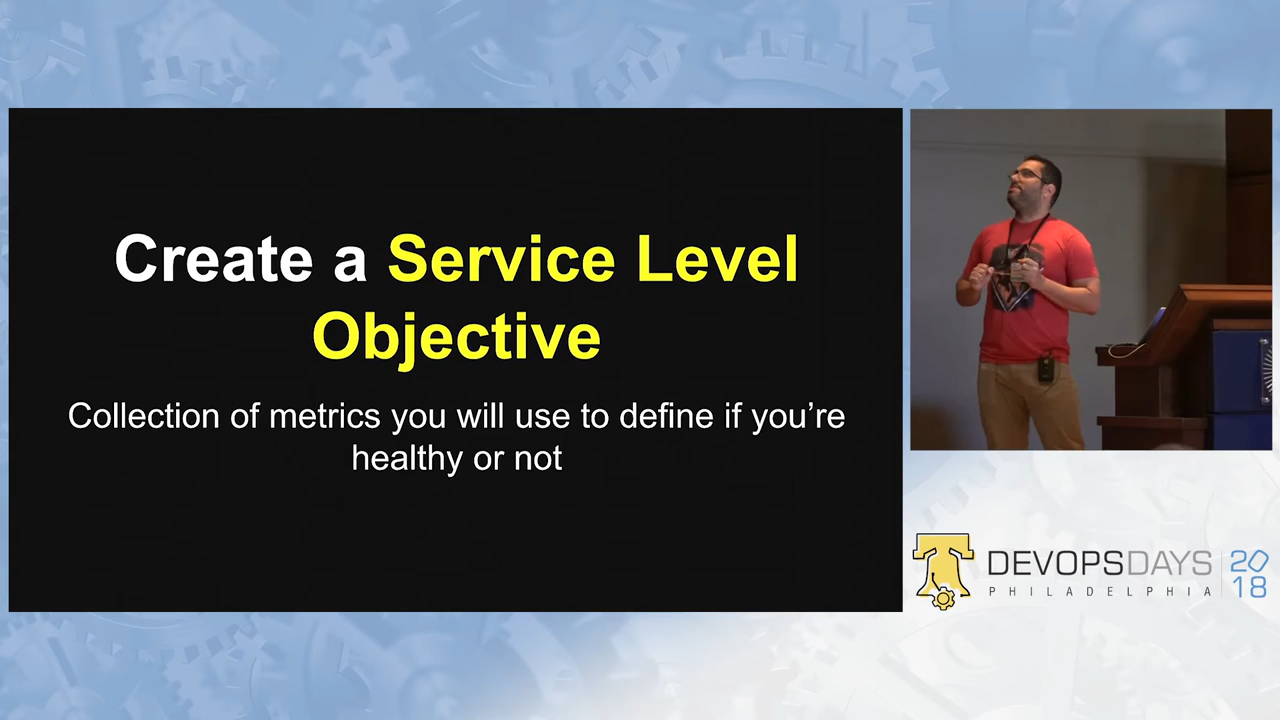 Create a Service Level
Objective
Collection of metrics you will use to define if you’re
healthy or not
DEVOPSDAYS
PHILADELPHIA
20
18